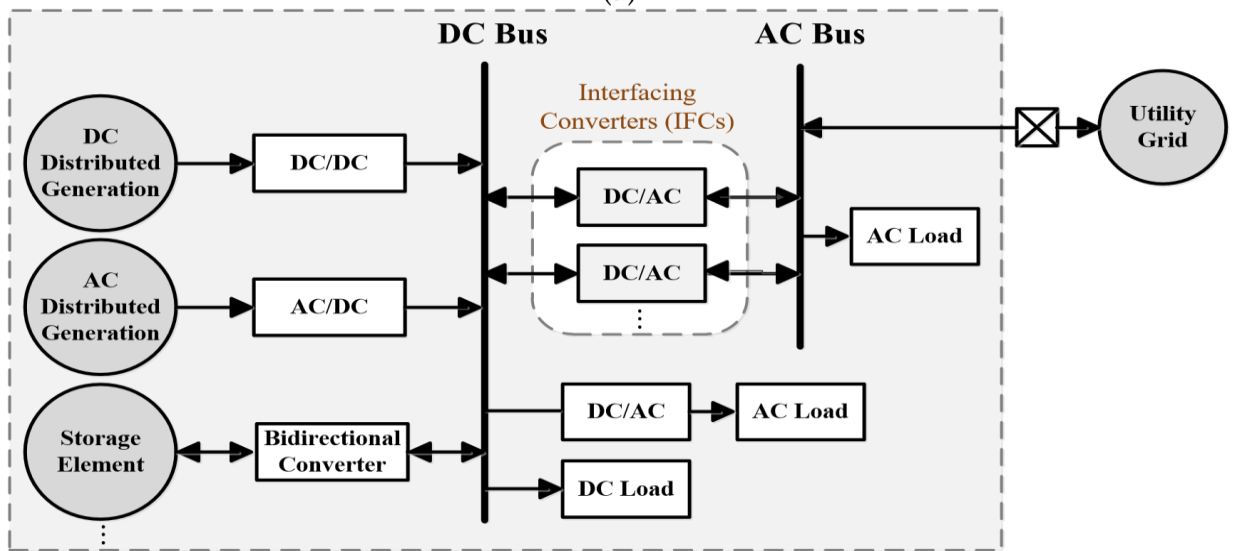 DC Bus
AC Bus
Interfacing
Converters (IFCs)
DC
Distributed
Generation
DC/DC
DC/AC
Utility
Grid
AC Load
AC
Distributed
Generation
AC/DC
DC/AC
Storage
Element
Bidirectional
Converter
DC/AC
AC Load
DC Load